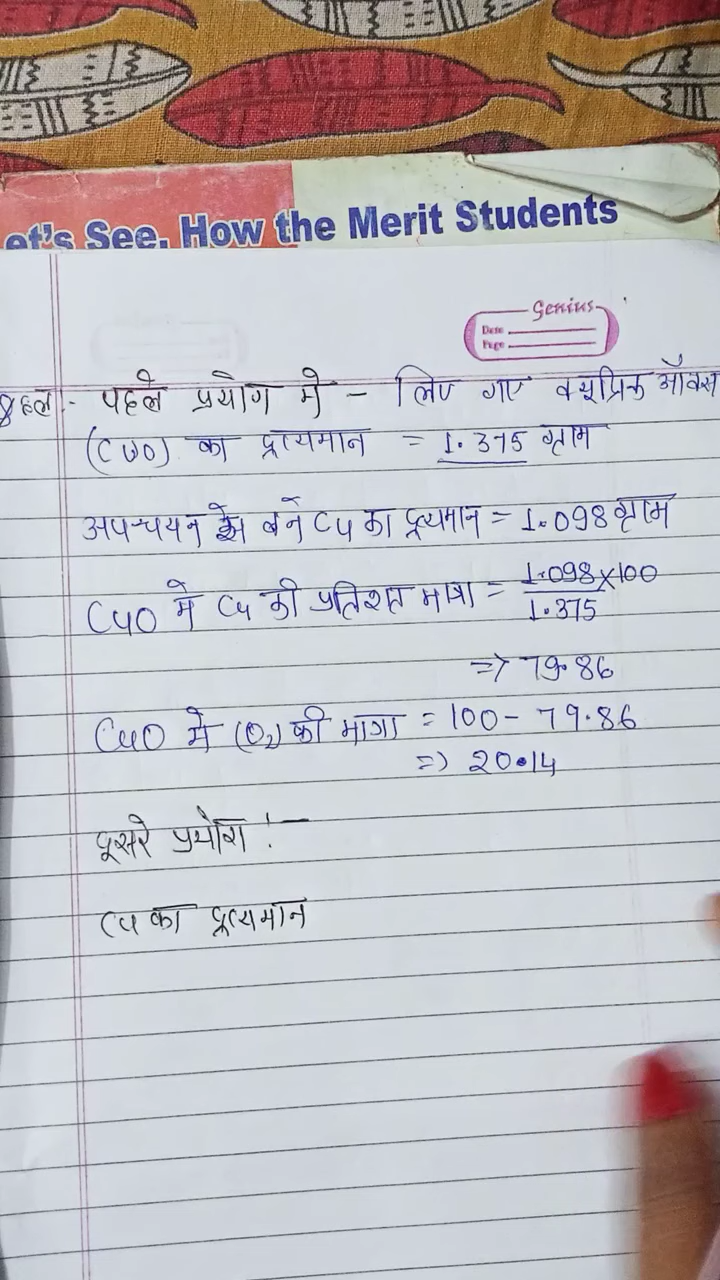 et's See, How the Merit Students
Genius
Date
Page
हल:- पहले प्रयोग में - लिए गए क्यूप्रिक ऑक्स
(CuO) का द्रव्यमान = 1.375 ग्राम
अपचयन से बने Cu का द्रव्यमान = 1.098 ग्राम
CuO में Cu की प्रतिशत मात्रा = 1.098×100
1.375
=> 79.86
CuO में (O2) की मात्रा = 100 - 79.86
=> 20.14
दूसरे प्रयोग :-
Cu का द्रव्यमान